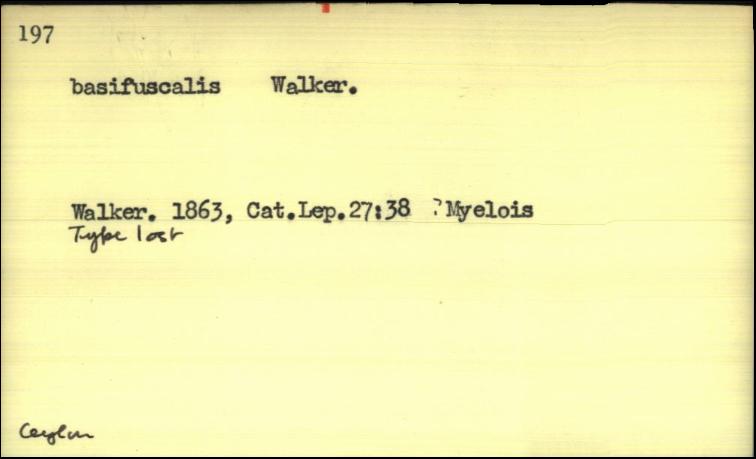 197
basifuscalis Walker.
Walker. 1863, Cat.Lep.27:38 ?Myelois
Type lost
Ceylon